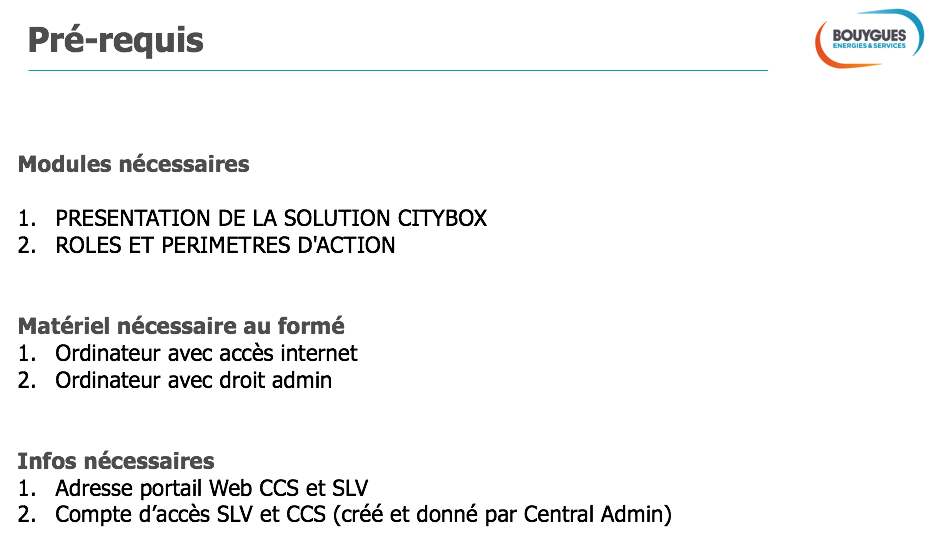 Pré-requis
BOUYGUES
ENERGIES & SERVICES
Modules nécessaires
1. PRESENTATION DE LA SOLUTION CITYBOX
2. ROLES ET PERIMETRES D'ACTION
Matériel nécessaire au formé
1. Ordinateur avec accès internet
2. Ordinateur avec droit admin
Infos nécessaires
1. Adresse portail Web CCS et SLV
2. Compte d’accès SLV et CCS (créé et donné par Central Admin)